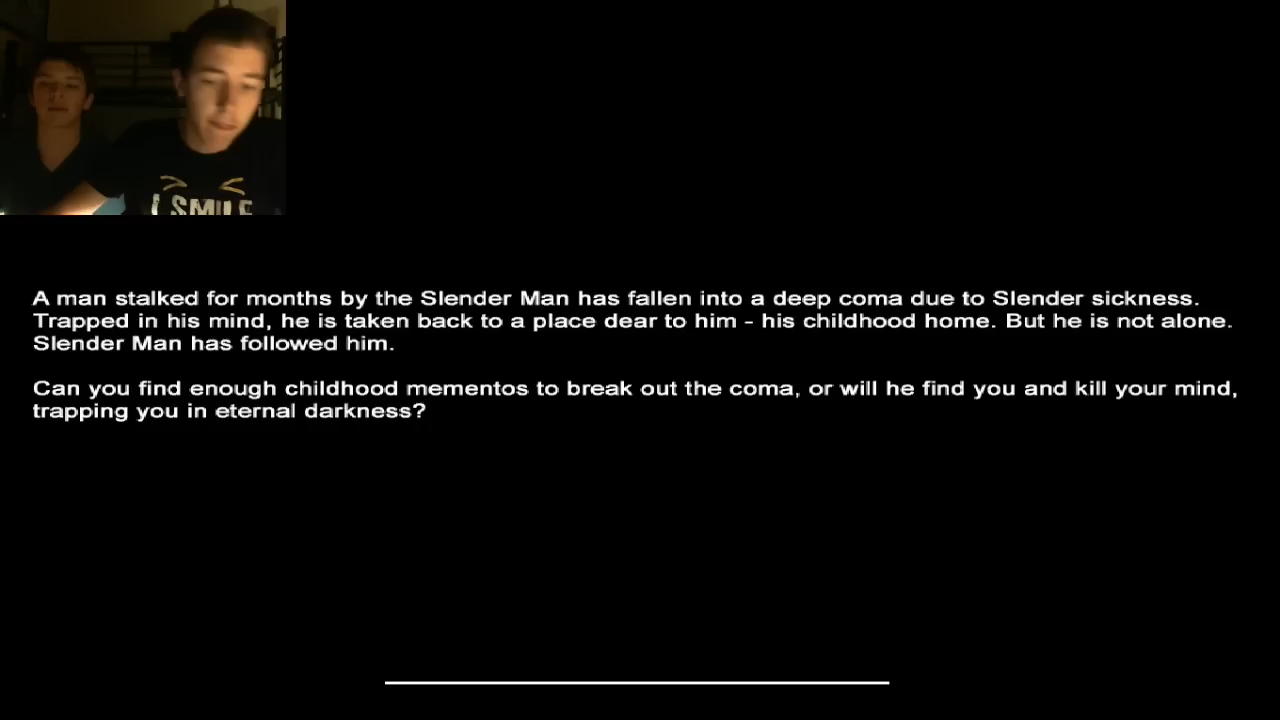 I SMILE
A man stalked for months by the Slender Man has fallen into a deep coma due to Slender sickness.
Trapped in his mind, he is taken back to a place dear to him - his childhood home. But he is not alone.
Slender Man has followed him.
Can you find enough childhood mementos to break out the coma, or will he find you and kill your mind,
trapping you in eternal darkness?